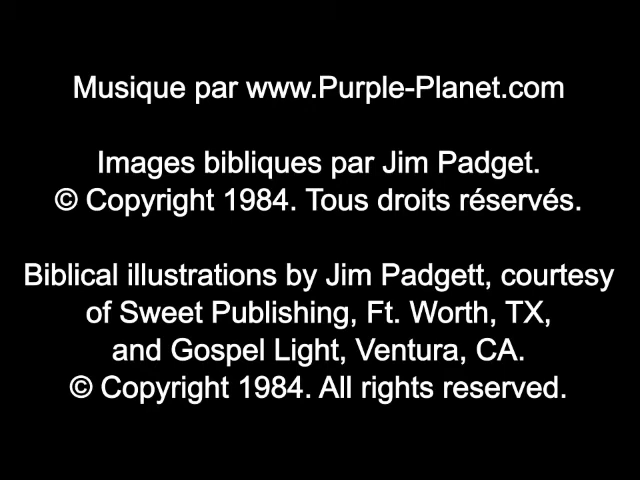 Musique par www.Purple-Planet.com
Images bibliques par Jim Padget.
© Copyright 1984. Tous droits réservés.
Biblical illustrations by Jim Padgett, courtesy
of Sweet Publishing, Ft. Worth, TX,
and Gospel Light, Ventura, CA.
© Copyright 1984. All rights reserved.